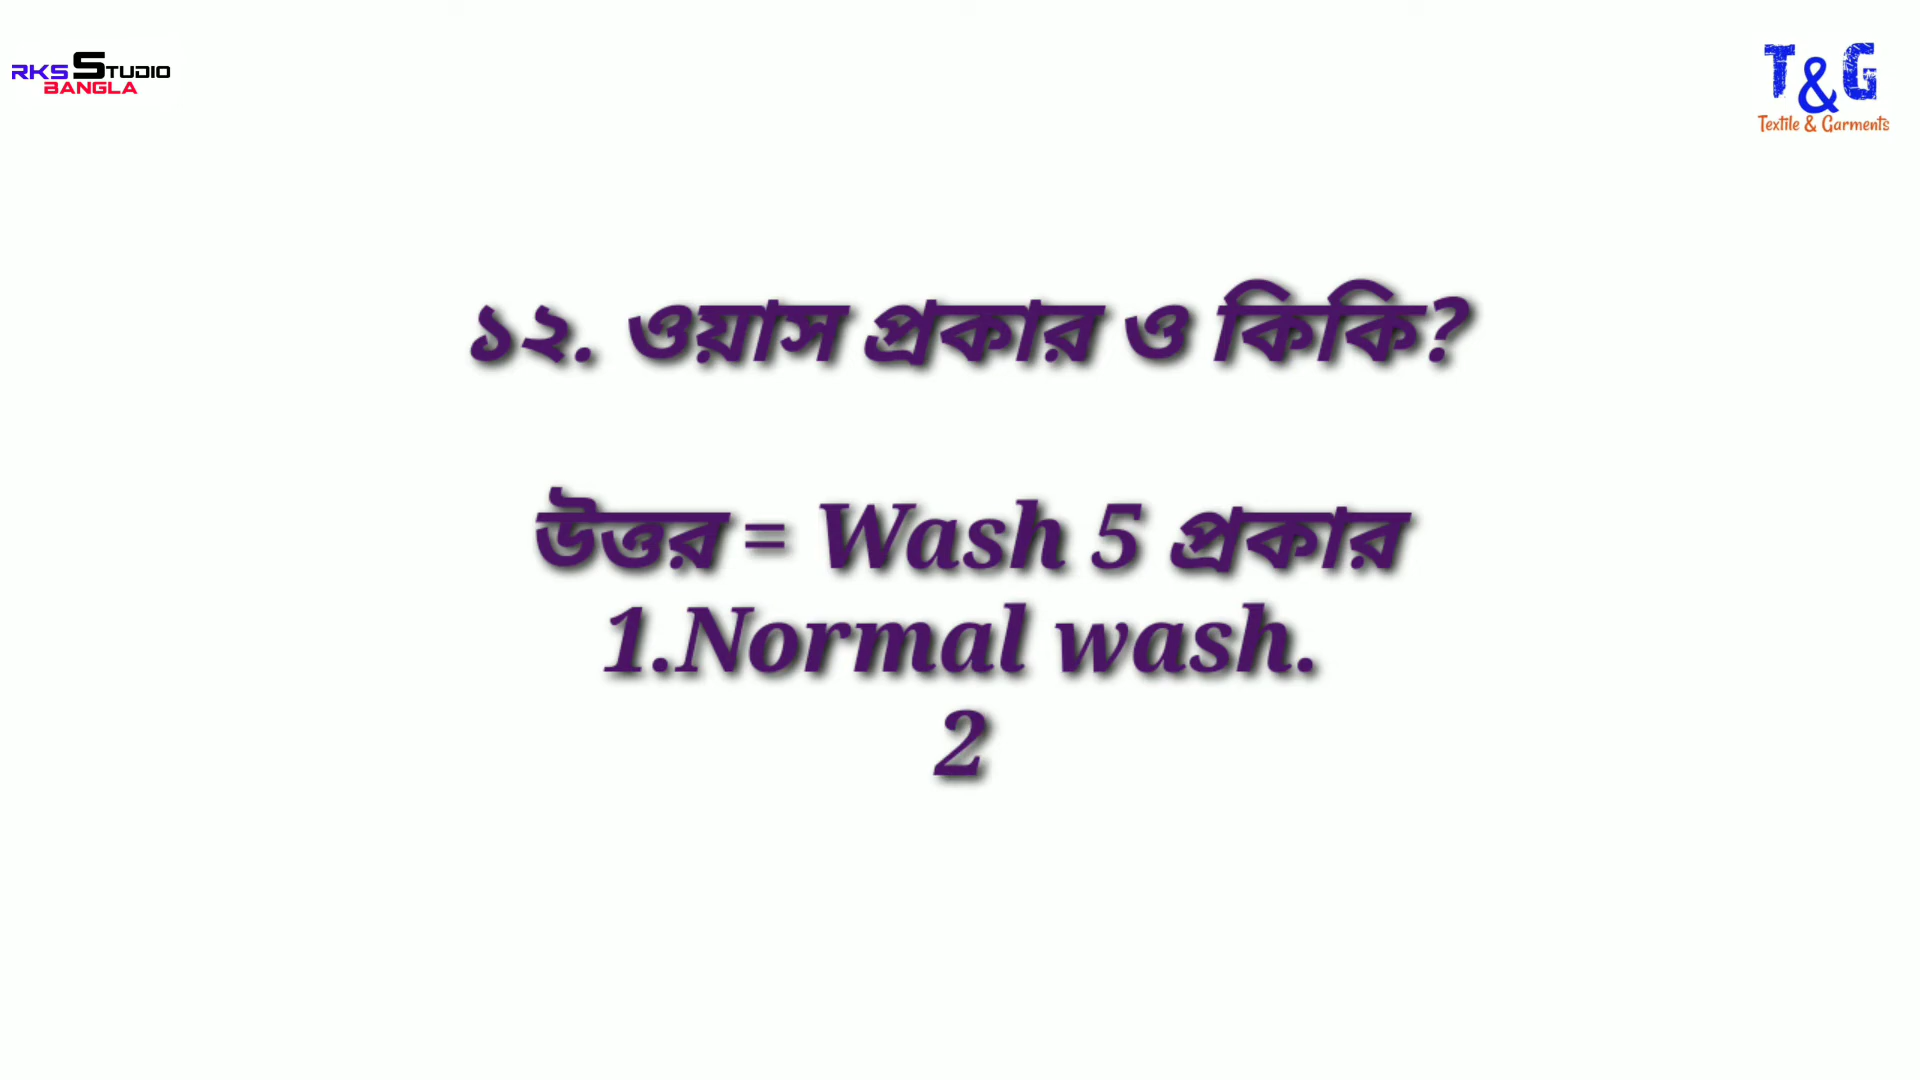 RKS STUDIO
BANGLA
T&G
Textile & Garments
১২. ওয়াস প্রকার ও কিকি?
উত্তর = Wash 5 প্রকার
1.Normal wash.
2